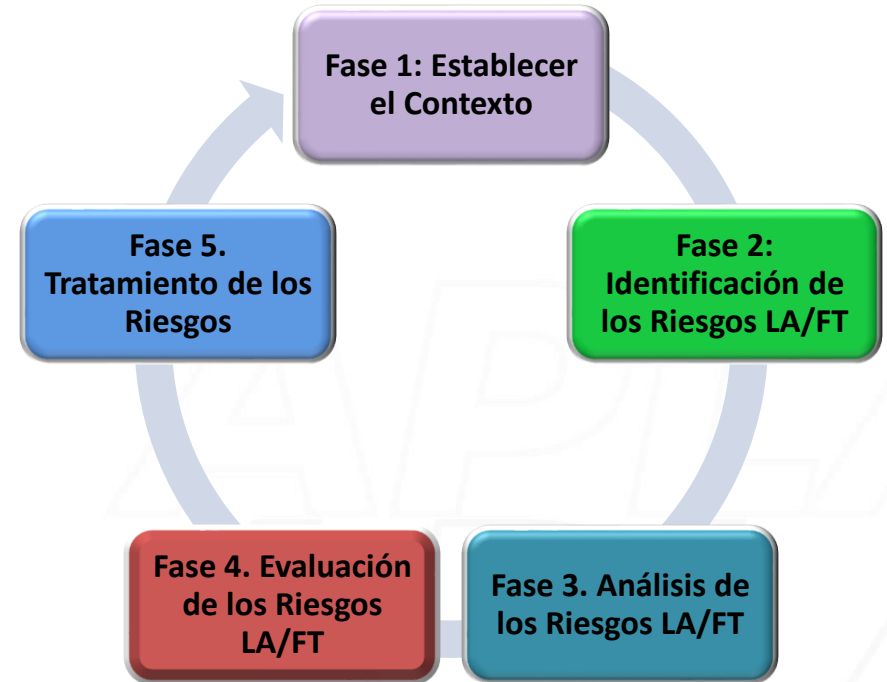 Fase 1: Establecer
el Contexto
Fase 2:
Identificación de
los Riesgos LA/FT
Fase 3. Análisis de
los Riesgos LA/FT
Fase 4. Evaluación
de los Riesgos
LA/FT
Fase 5.
Tratamiento de los
Riesgos